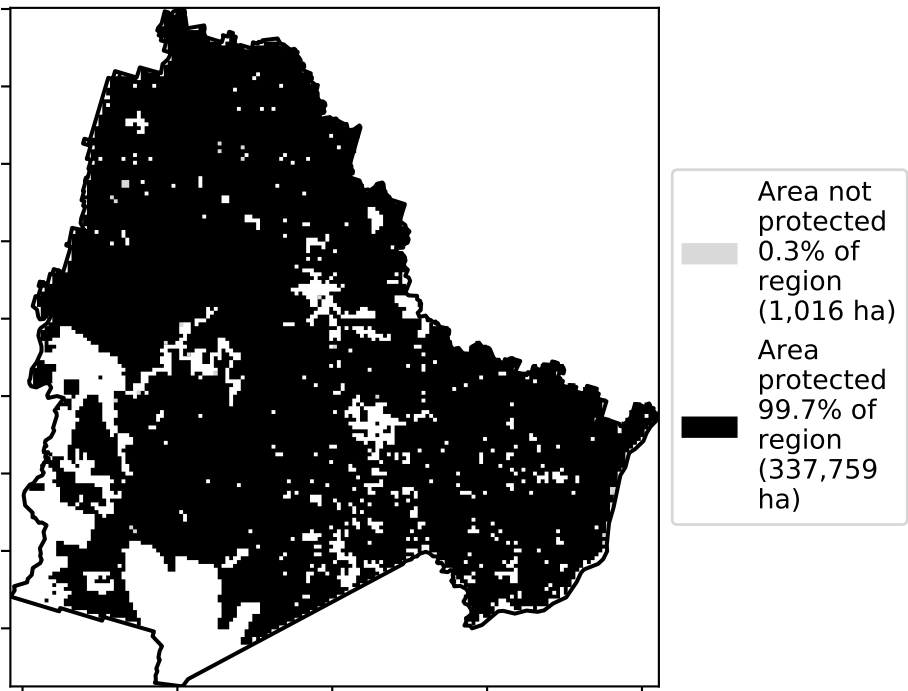 Area not
protected
0.3% of
region
(1,016 ha)
Area
protected
99.7% of
region
(337,759
ha)